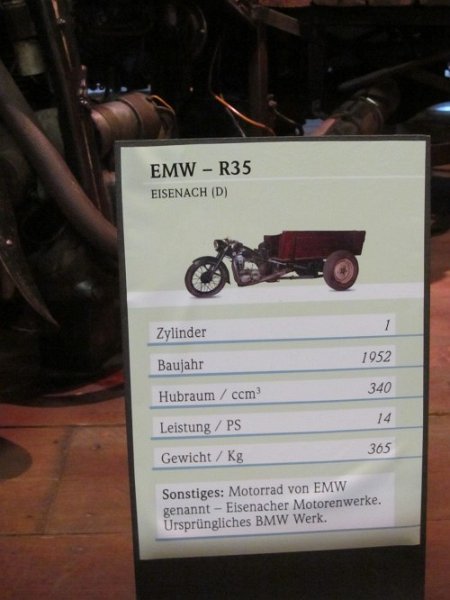 EMW – R35
EISENACH (D)
Zylinder 1
Baujahr 1952
Hubraum / ccm³ 340
Leistung / PS 14
Gewicht / Kg 365
Sonstiges: Motorrad von EMW
genannt – Eisenacher Motorenwerke.
Ursprüngliches BMW Werk.